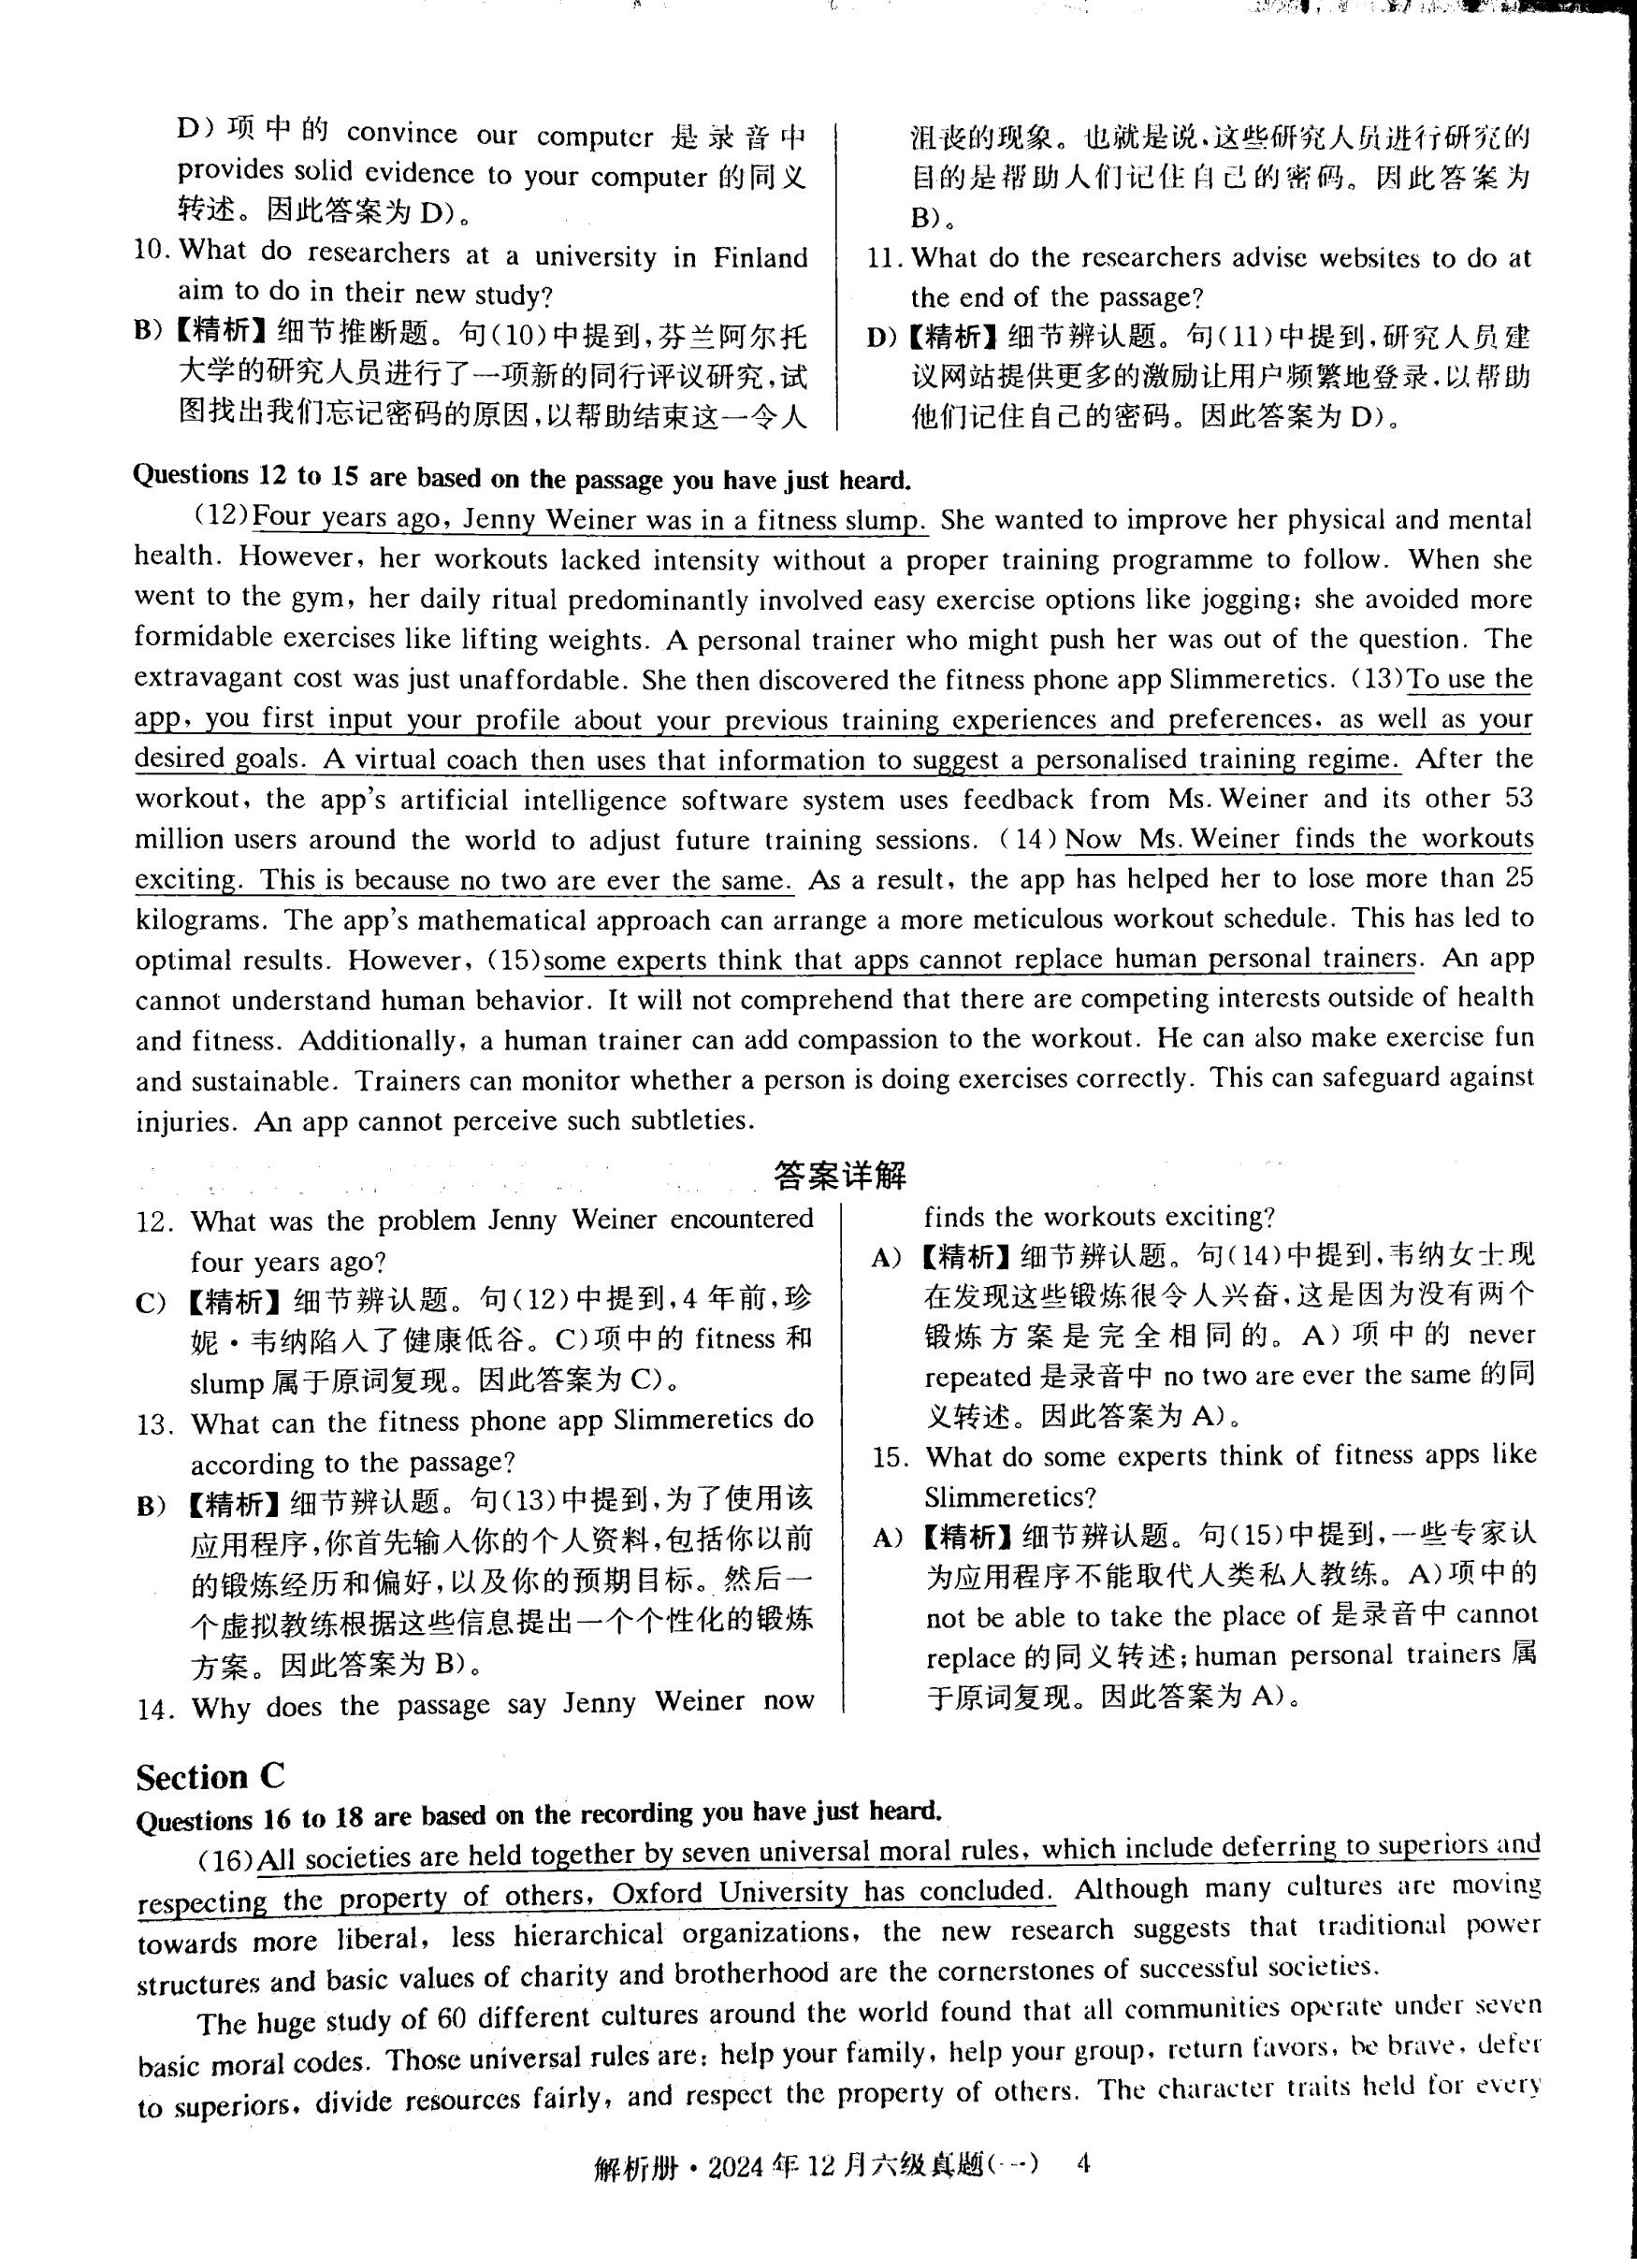 D）项中的 convince our computer 是录音中
provides solid evidence to your computer 的同义
转述。因此答案为 D）。
10. What do researchers at a university in Finland
aim to do in their new study?
B）【精析】细节推断题。句(10)中提到，芬兰阿尔托
大学的研究人员进行了一项新的同行评议研究，试
图找出我们忘记密码的原因，以帮助结束这一令人
沮丧的现象。也就是说，这些研究人员进行研究的
目的是帮助人们记住自己的密码。因此答案为
B）。
11. What do the researchers advise websites to do at
the end of the passage?
D）【精析】细节辨认题。句(11)中提到，研究人员建
议网站提供更多的激励让用户频繁地登录，以帮助
他们记住自己的密码。因此答案为 D）。
Questions 12 to 15 are based on the passage you have just heard.
(12)Four years ago, Jenny Weiner was in a fitness slump. She wanted to improve her physical and mental
health. However, her workouts lacked intensity without a proper training programme to follow. When she
went to the gym, her daily ritual predominantly involved easy exercise options like jogging; she avoided more
formidable exercises like lifting weights. A personal trainer who might push her was out of the question. The
extravagant cost was just unaffordable. She then discovered the fitness phone app Slimmeretics. (13)To use the
app, you first input your profile about your previous training experiences and preferences, as well as your
desired goals. A virtual coach then uses that information to suggest a personalised training regime. After the
workout, the app's artificial intelligence software system uses feedback from Ms. Weiner and its other 53
million users around the world to adjust future training sessions. (14)Now Ms. Weiner finds the workouts
exciting. This is because no two are ever the same. As a result, the app has helped her to lose more than 25
kilograms. The app's mathematical approach can arrange a more meticulous workout schedule. This has led to
optimal results. However, (15)some experts think that apps cannot replace human personal trainers. An app
cannot understand human behavior. It will not comprehend that there are competing interests outside of health
and fitness. Additionally, a human trainer can add compassion to the workout. He can also make exercise fun
and sustainable. Trainers can monitor whether a person is doing exercises correctly. This can safeguard against
injuries. An app cannot perceive such subtleties.
答案详解
12. What was the problem Jenny Weiner encountered
four years ago?
C）【精析】细节辨认题。句(12)中提到，4 年前，珍
妮·韦纳陷入了健康低谷。C）项中的 fitness 和
slump 属于原词复现。因此答案为 C）。
13. What can the fitness phone app Slimmeretics do
according to the passage?
B）【精析】细节辨认题。句(13)中提到，为了使用该
应用程序，你首先输入你的个人资料，包括你以前
的锻炼经历和偏好，以及你的预期目标。然后一
个虚拟教练根据这些信息提出一个个性化的锻炼
方案。因此答案为 B）。
14. Why does the passage say Jenny Weiner now
finds the workouts exciting?
A）【精析】细节辨认题。句(14)中提到，韦纳女士现
在发现这些锻炼很令人兴奋，这是因为没有两个
锻炼方案是完全相同的。A）项中的 never
repeated 是录音中 no two are ever the same 的同
义转述。因此答案为 A）。
15. What do some experts think of fitness apps like
Slimmeretics?
A）【精析】细节辨认题。句(15)中提到，一些专家认
为应用程序不能取代人类私人教练。A）项中的
not be able to take the place of 是录音中 cannot
replace 的同义转述；human personal trainers 属
于原词复现。因此答案为 A）。
Section C
Questions 16 to 18 are based on the recording you have just heard.
(16)All societies are held together by seven universal moral rules, which include deferring to superiors and
respecting the property of others, Oxford University has concluded. Although many cultures are moving
towards more liberal, less hierarchical organizations, the new research suggests that traditional power
structures and basic values of charity and brotherhood are the cornerstones of successful societies.
The huge study of 60 different cultures around the world found that all communities operate under seven
basic moral codes. Those universal rules are: help your family, help your group, return favors, be brave, defer
to superiors, divide resources fairly, and respect the property of others. The character traits held for every
解析册·2024 年 12 月六级真题(一) 4